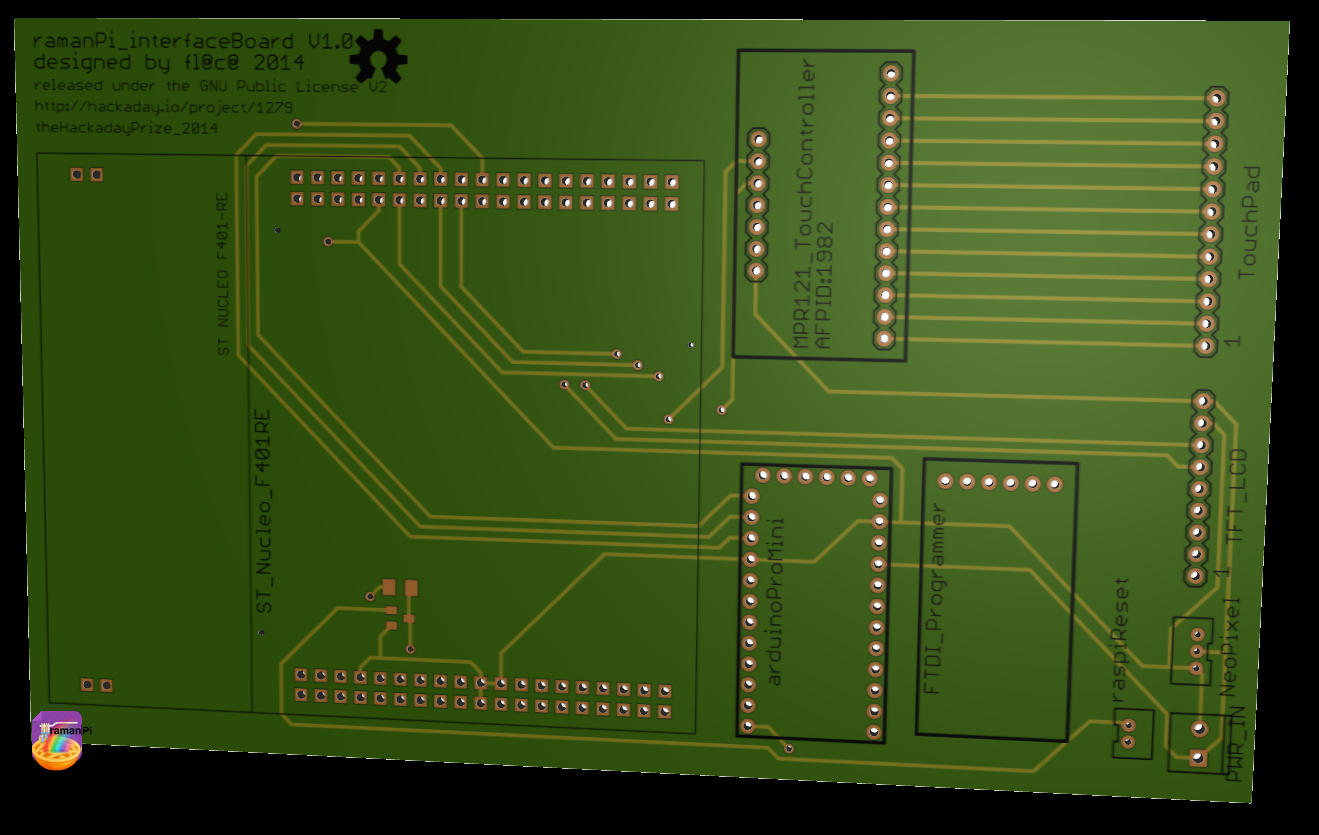 ramanPi_interfaceBoard V1.0
designed by fl@c@ 2014
released under the GNU Public License V2
http://hackaday.io/project/1279
theHackadayPrize_2014
ST NUCLEO F401-RE
ST_Nucleo_F401RE
MPR121_TouchController
AFPID:1982
TouchPad
1
TFT_LCD
1
arduinoProMini
FTDI_Programmer
raspiReset
NeoPixel
PWR_IN
ramanPi